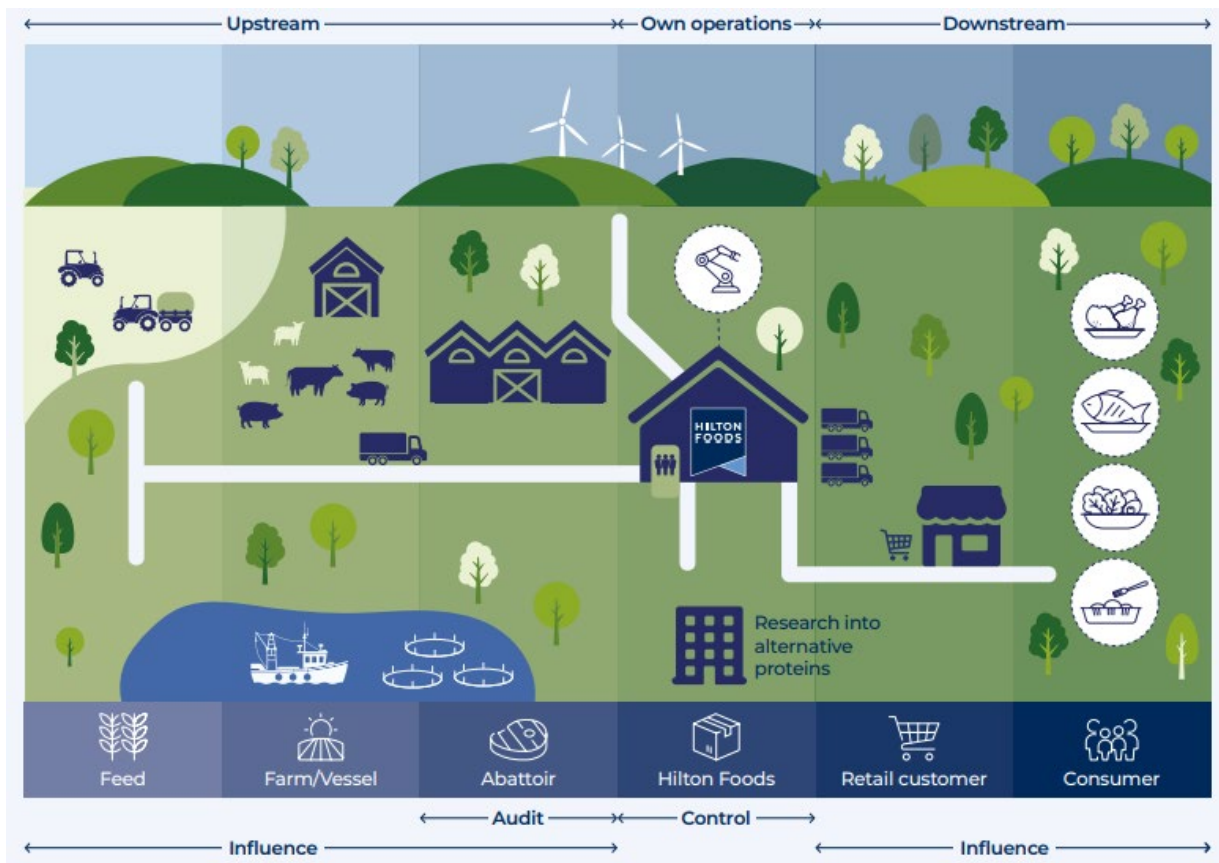 Upstream
Own operations
Downstream
HILTON
FOODS
Research into
alternative
proteins
Feed
Farm/Vessel
Abattoir
Hilton Foods
Retail customer
Consumer
Audit
Control
Influence
Influence